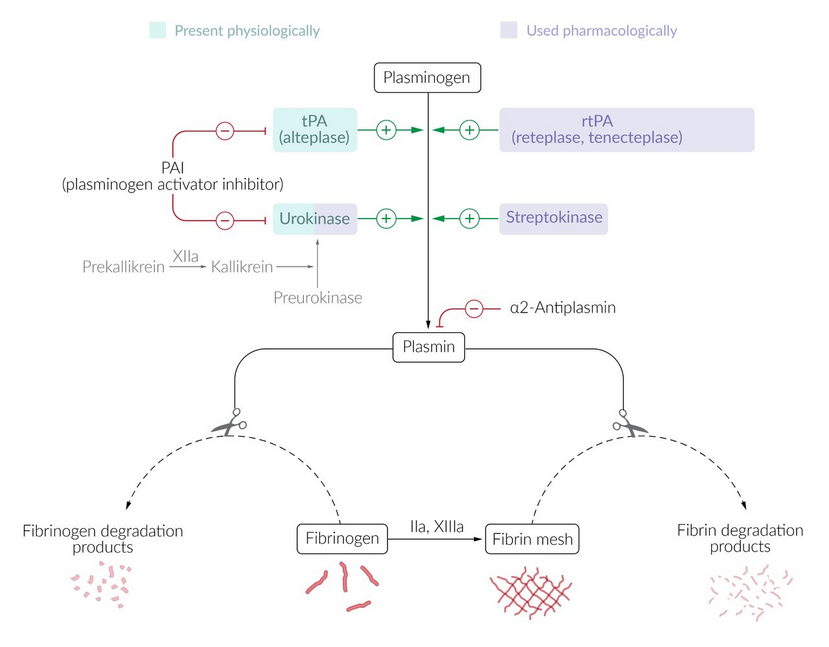 Present physiologically
Used pharmacologically
Plasminogen
tPA
(alteplase)
rtPA
(reteplase, tenecteplase)
PAI
(plasminogen activator inhibitor)
Urokinase
Streptokinase
XIIa
Prekallikrein
Kallikrein
Preurokinase
α2-Antiplasmin
Plasmin
Fibrinogen degradation
products
Fibrinogen
IIa, XIIIa
Fibrin mesh
Fibrin degradation
products